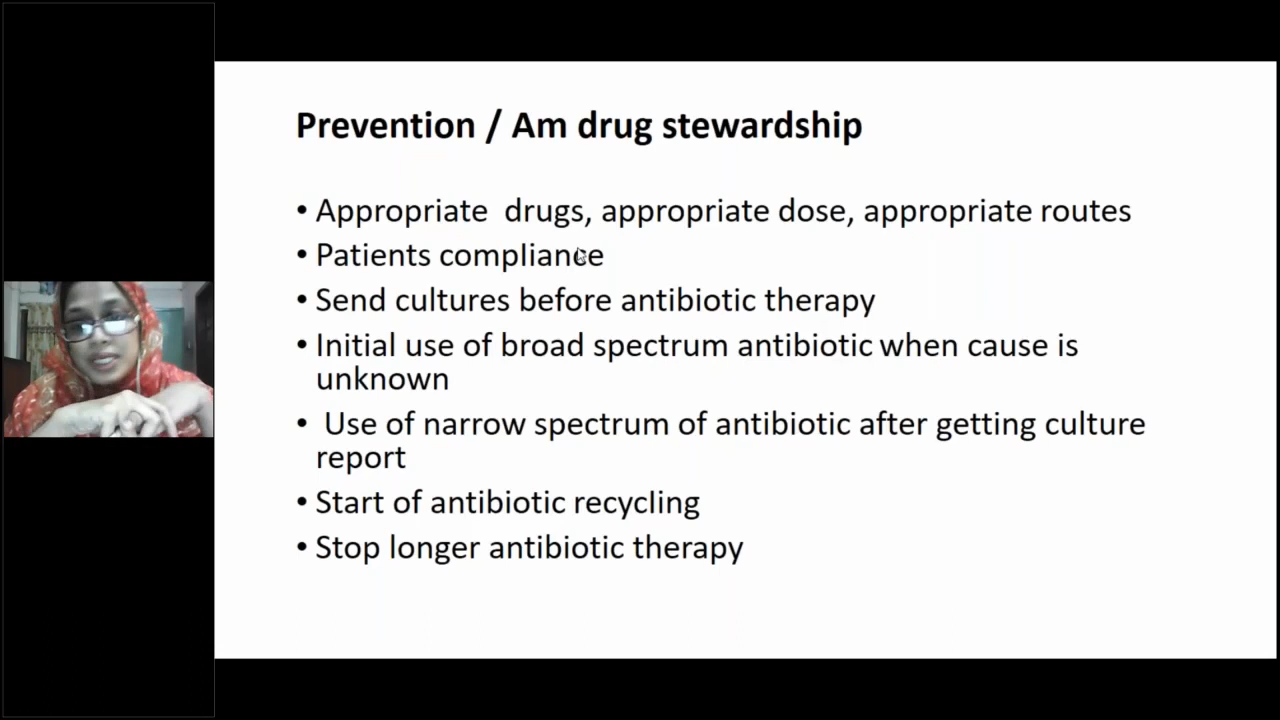 Prevention / Am drug stewardship
• Appropriate  drugs, appropriate dose, appropriate routes
• Patients compliance
• Send cultures before antibiotic therapy
• Initial use of broad spectrum antibiotic when cause is
unknown
•  Use of narrow spectrum of antibiotic after getting culture
report
• Start of antibiotic recycling
• Stop longer antibiotic therapy